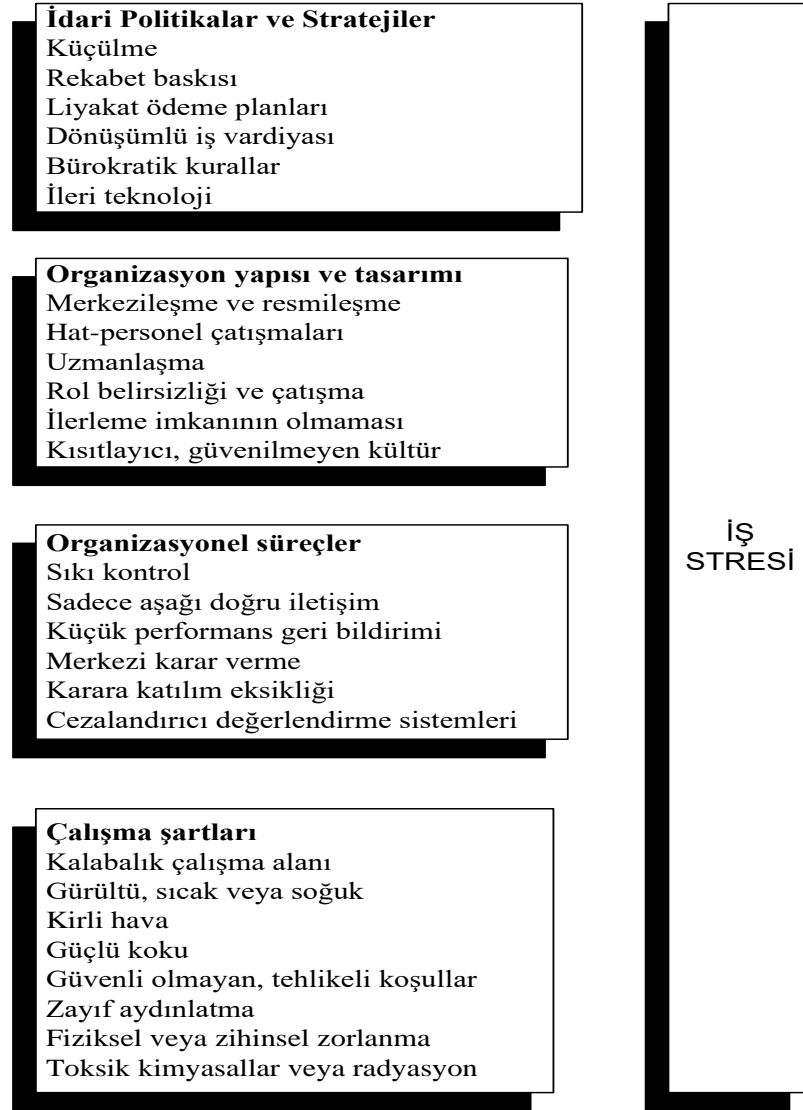 İdari Politikalar ve Stratejiler
Küçülme
Rekabet baskısı
Liyakat ödeme planları
Dönüşümlü iş vardiyası
Bürokratik kurallar
İleri teknoloji
Organizasyon yapısı ve tasarımı
Merkezileşme ve resmileşme
Hat-personel çatışmaları
Uzmanlaşma
Rol belirsizliği ve çatışma
İlerleme imkanının olmaması
Kısıtlayıcı, güvenilmeyen kültür
Organizasyonel süreçler
Sıkı kontrol
Sadece aşağı doğru iletişim
Küçük performans geri bildirimi
Merkezi karar verme
Karara katılım eksikliği
Cezalandırıcı değerlendirme sistemleri
Çalışma şartları
Kalabalık çalışma alanı
Gürültü, sıcak veya soğuk
Kirli hava
Güçlü koku
Güvenli olmayan, tehlikeli koşullar
Zayıf aydınlatma
Fiziksel veya zihinsel zorlanma
Toksik kimyasallar veya radyasyon
İŞ
STRESİ